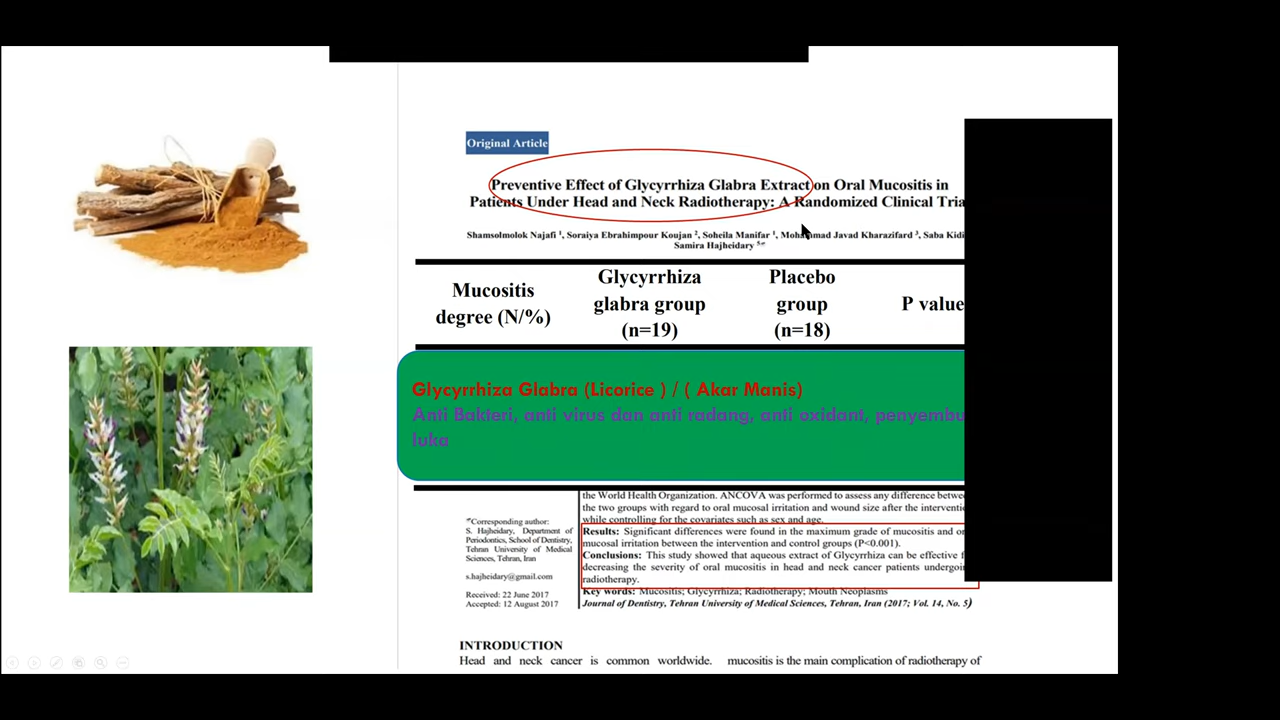 Original Article
Preventive Effect of Glycyrrhiza Glabra Extract on Oral Mucositis in
Patients Under Head and Neck Radiotherapy: A Randomized Clinical
Shamsolmolok Najafi 1, Soraiya Ebrahimpour Koujan 2, Soheila Manifar 1, Mohammad Javad Kharazifard 3, Saba
Samira Hajheidary 5
Mucositis degree (N/%)
Glycyrrhiza glabra group (n=19)
Placebo group (n=18)
P value
Glycyrrhiza Glabra (Licorice ) / ( Akar Manis)
Anti Bakteri, anti virus dan anti radang, anti oxidant,
luka
the World Health Organization. ANCOVA was performed to assess any difference
the two groups with regard to oral mucosal irritation and wound size after the
while controlling for the covariates such as sex and age.
Results: Significant differences were found in the maximum grade of mucositis and
mucosal irritation between the intervention and control groups (P<0.001).
Conclusions: This study showed that aqueous extract of Glycyrrhiza can be effective
decreasing the severity of oral mucositis in head and neck cancer patients
radiotherapy.
Key words: Mucositis; Glycyrrhiza; Radiotherapy; Mouth Neoplasms
Journal of Dentistry, Tehran University of Medical Sciences, Tehran, Iran (2017; Vol. 14, No. 5)
Corresponding author:
S. Hajheidary, Department of
Periodontics, School of Dentistry,
Tehran University of Medical
Sciences, Tehran, Iran
s.hajheidary@gmail.com
Received: 22 June 2017
Accepted: 12 August 2017
INTRODUCTION
Head and neck cancer is common worldwide.
mucositis is the main complication of radiotherapy of